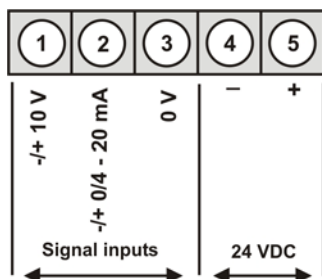 1 2 3 4 5
– +
-/+ 10 V
-/+ 0/4 - 20 mA
0 V
Signal inputs 24 VDC